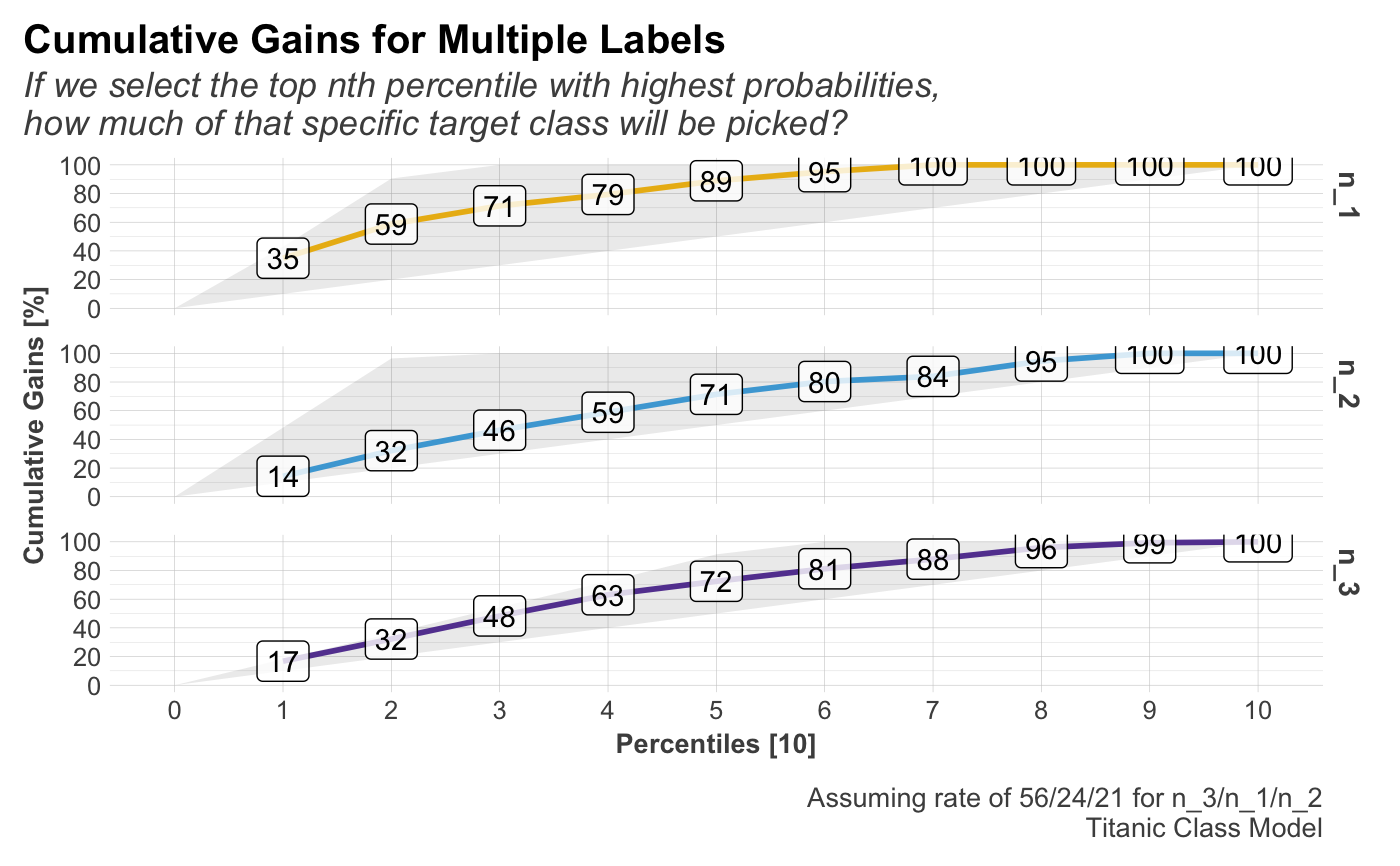 Cumulative Gains for Multiple Labels
If we select the top nth percentile with highest probabilities,
how much of that specific target class will be picked?
Cumulative Gains [%]
100
80
60
40
20
0
35 59 71 79 89 95 100 100 100 100
n_1
100
80
60
40
20
0
14 32 46 59 71 80 84 95 100 100
n_2
100
80
60
40
20
0
17 32 48 63 72 81 88 96 99 100
n_3
0 1 2 3 4 5 6 7 8 9 10
Percentiles [10]
Assuming rate of 56/24/21 for n_3/n_1/n_2
Titanic Class Model